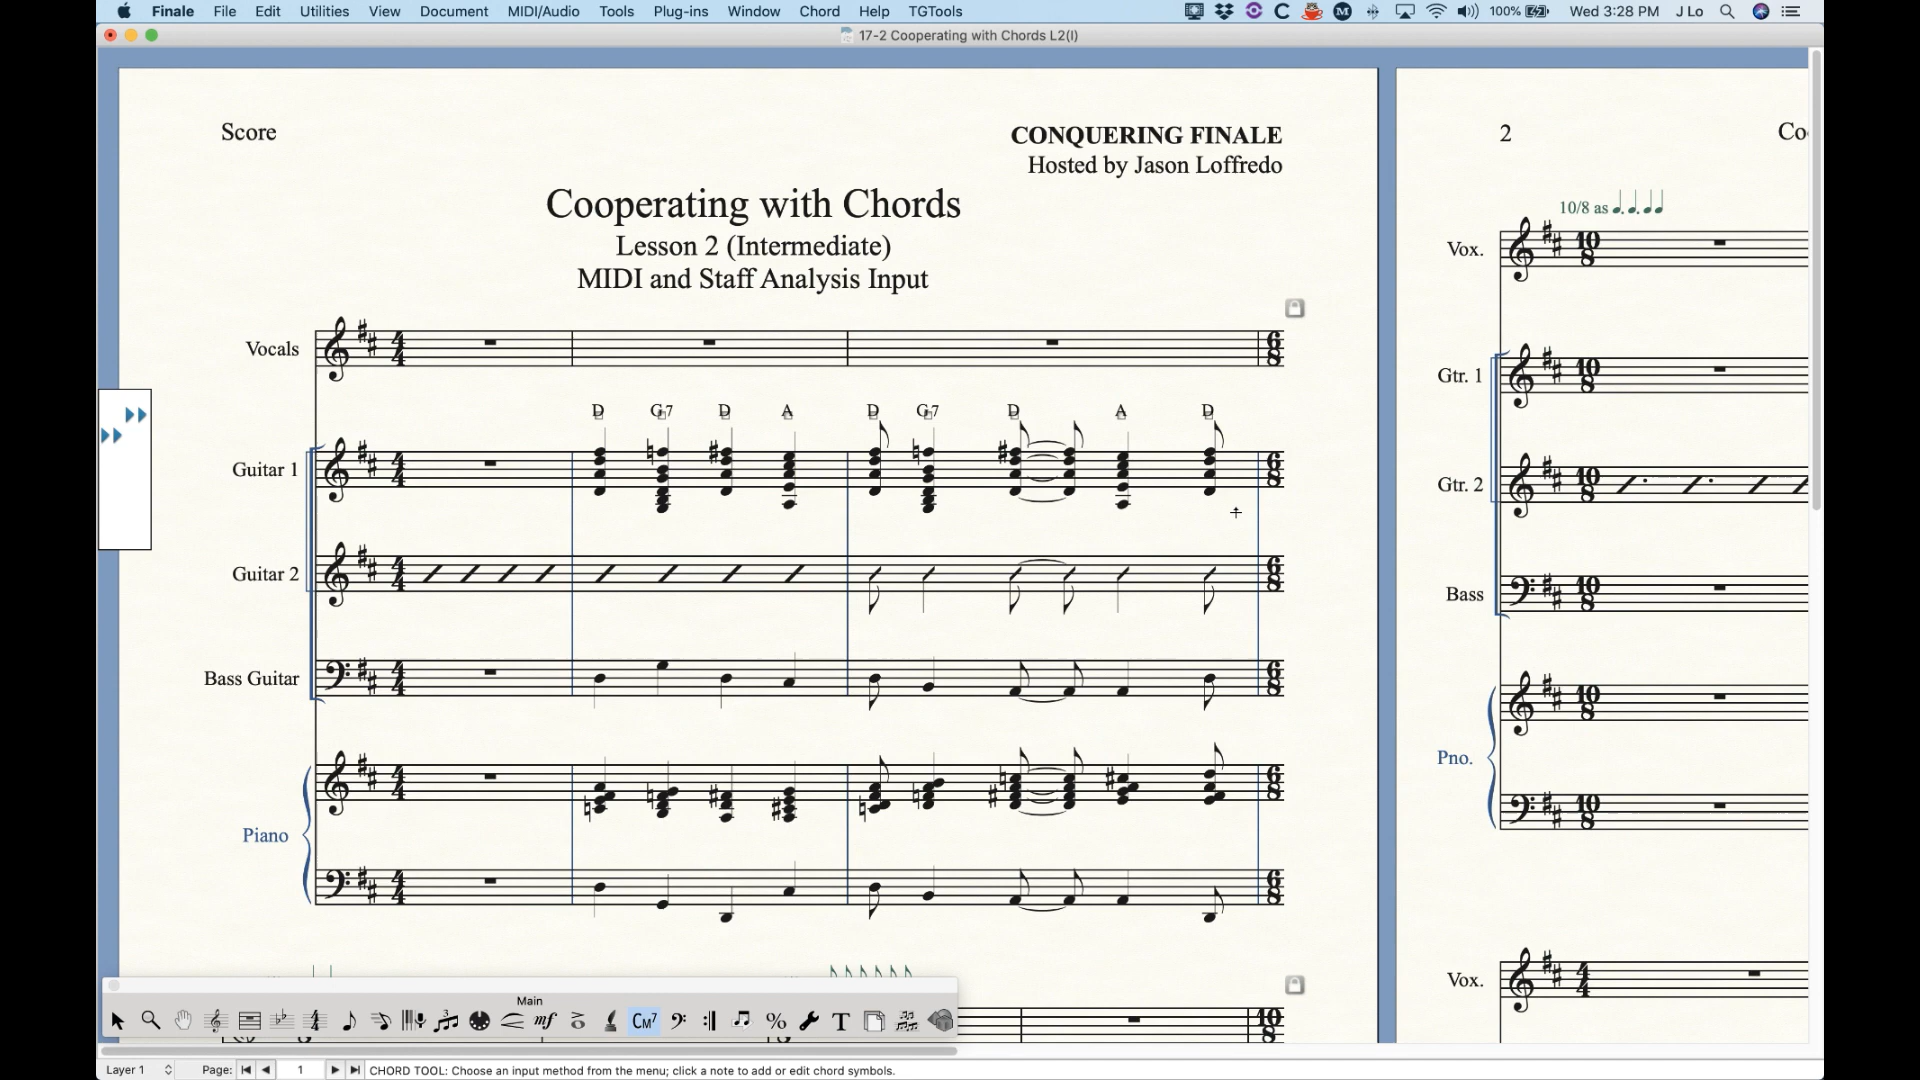 Finale File Edit Utilities View Document MIDI/Audio Tools Plug-ins Window Chord Help TGTools 100% Wed 3:28 PM J Lo
17-2 Cooperating with Chords L2(I)
Score
CONQUERING FINALE
Hosted by Jason Loffredo
Cooperating with Chords
Lesson 2 (Intermediate)
MIDI and Staff Analysis Input
Vocals
D G7 D A D G7 D A D
Guitar 1
Guitar 2
Bass Guitar
Piano
2 Co
10/8 as
Vox.
Gtr. 1
Gtr. 2
Bass
Pno.
Vox.
Main
CM7
mf
%
T
Layer 1 Page: 1 CHORD TOOL: Choose an input method from the menu; click a note to add or edit chord symbols.